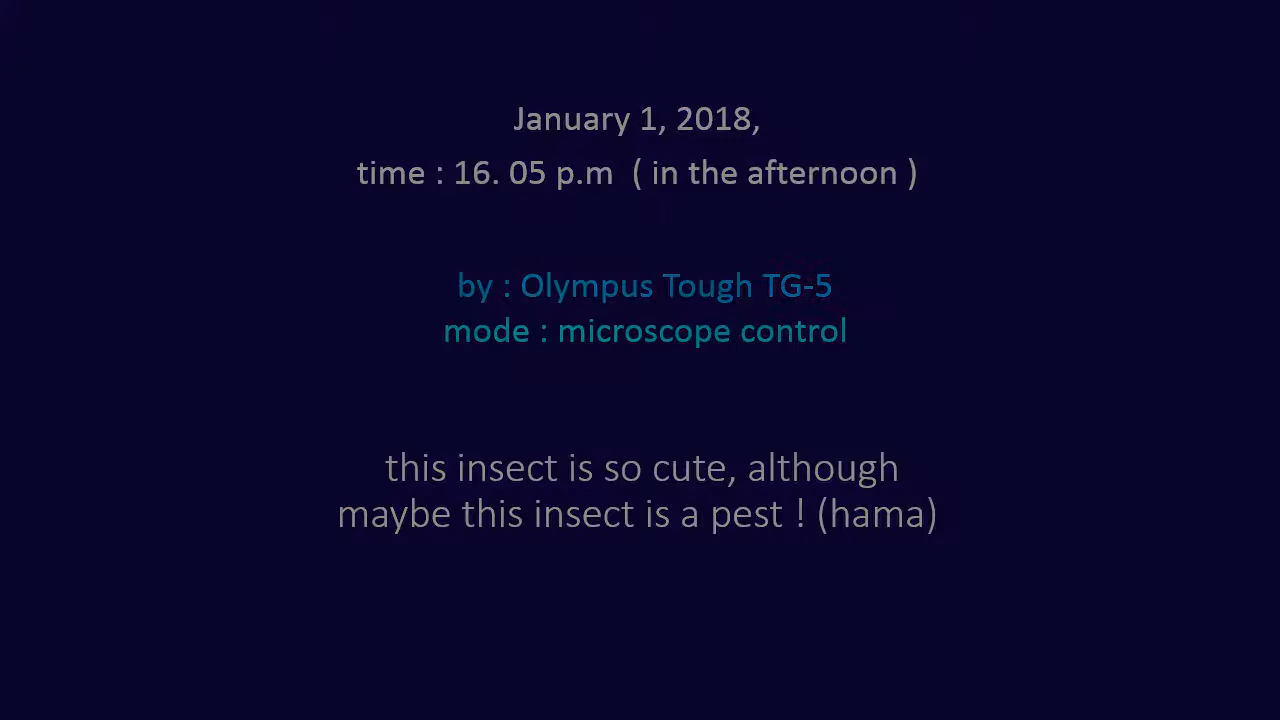 January 1, 2018,
time : 16. 05 p.m ( in the afternoon )
by : Olympus Tough TG-5
mode : microscope control
this insect is so cute, although
maybe this insect is a pest ! (hama)